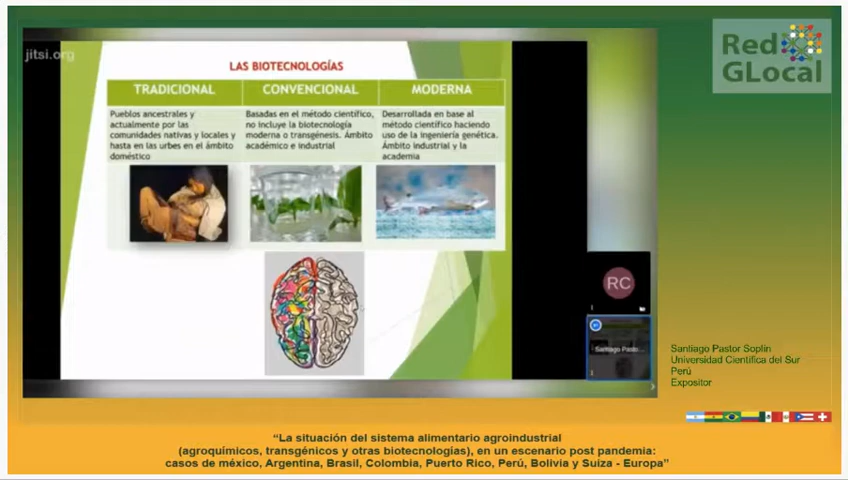 jitsi.org
Red
GLocal
LAS BIOTECNOLOGÍAS
TRADICIONAL
Pueblos ancestrales y
actualmente por las
comunidades nativas y locales y
hasta en las urbes en el ámbito
doméstico
CONVENCIONAL
Basadas en el método científico,
no incluye la biotecnología
moderna o transgénesis. Ámbito
académico e industrial
MODERNA
Desarrollada en base al
método científico haciendo
uso de la ingeniería genética.
Ámbito industrial y la
academia
RC
Santiago Pasto...
Santiago Pastor Soplín
Universidad Científica del Sur
Perú
Expositor
“La situación del sistema alimentario agroindustrial
(agroquímicos, transgénicos y otras biotecnologías), en un escenario post pandemia:
casos de méxico, Argentina, Brasil, Colombia, Puerto Rico, Perú, Bolivia y Suiza - Europa”